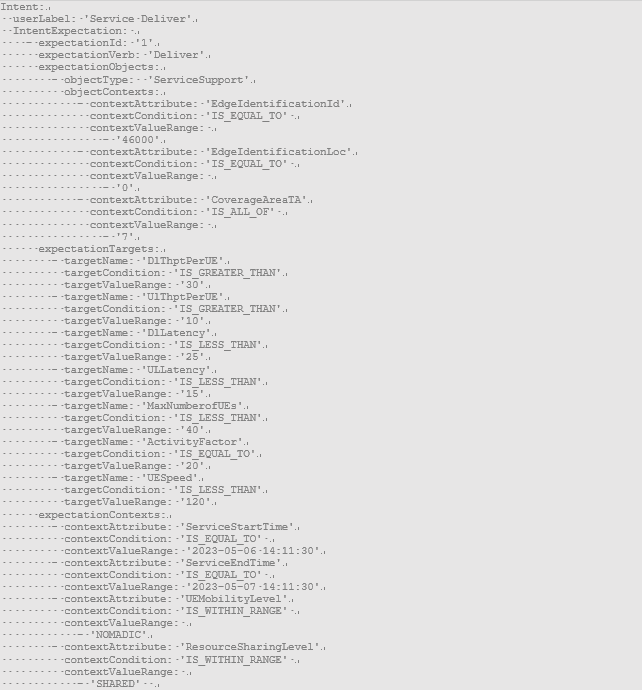 Intent:
  userLabel: 'Service Deliver'
  IntentExpectation:
    - expectationId: '1'
      expectationVerb: 'Deliver'
      expectationObjects:
        - objectType: 'ServiceSupport'
          objectContexts:
            - contextAttribute: 'EdgeIdentificationId'
              contextCondition: 'IS_EQUAL_TO'
              contextValueRange:
                - '46000'
            - contextAttribute: 'EdgeIdentificationLoc'
              contextCondition: 'IS_EQUAL_TO'
              contextValueRange:
                - '0'
            - contextAttribute: 'CoverageAreaTA'
              contextCondition: 'IS_ALL_OF'
              contextValueRange:
                - '7'
      expectationTargets:
        - targetName: 'DlThptPerUE'
          targetCondition: 'IS_GREATER_THAN'
          targetValueRange: '30'
        - targetName: 'UlThptPerUE'
          targetCondition: 'IS_GREATER_THAN'
          targetValueRange: '10'
        - targetName: 'DlLatency'
          targetCondition: 'IS_LESS_THAN'
          targetValueRange: '25'
        - targetName: 'ULLatency'
          targetCondition: 'IS_LESS_THAN'
          targetValueRange: '15'
        - targetName: 'MaxNumberofUEs'
          targetCondition: 'IS_LESS_THAN'
          targetValueRange: '40'
        - targetName: 'ActivityFactor'
          targetCondition: 'IS_EQUAL_TO'
          targetValueRange: '20'
        - targetName: 'UESpeed'
          targetCondition: 'IS_LESS_THAN'
          targetValueRange: '120'
      expectationContexts:
        - contextAttribute: 'ServiceStartTime'
          contextCondition: 'IS_EQUAL_TO'
          contextValueRange: '2023-05-06 14:11:30'
        - contextAttribute: 'ServiceEndTime'
          contextCondition: 'IS_EQUAL_TO'
          contextValueRange: '2023-05-07 14:11:30'
        - contextAttribute: 'UEMobilityLevel'
          contextCondition: 'IS_WITHIN_RANGE'
          contextValueRange:
            - 'NOMADIC'
        - contextAttribute: 'ResourceSharingLevel'
          contextCondition: 'IS_WITHIN_RANGE'
          contextValueRange:
            - 'SHARED'